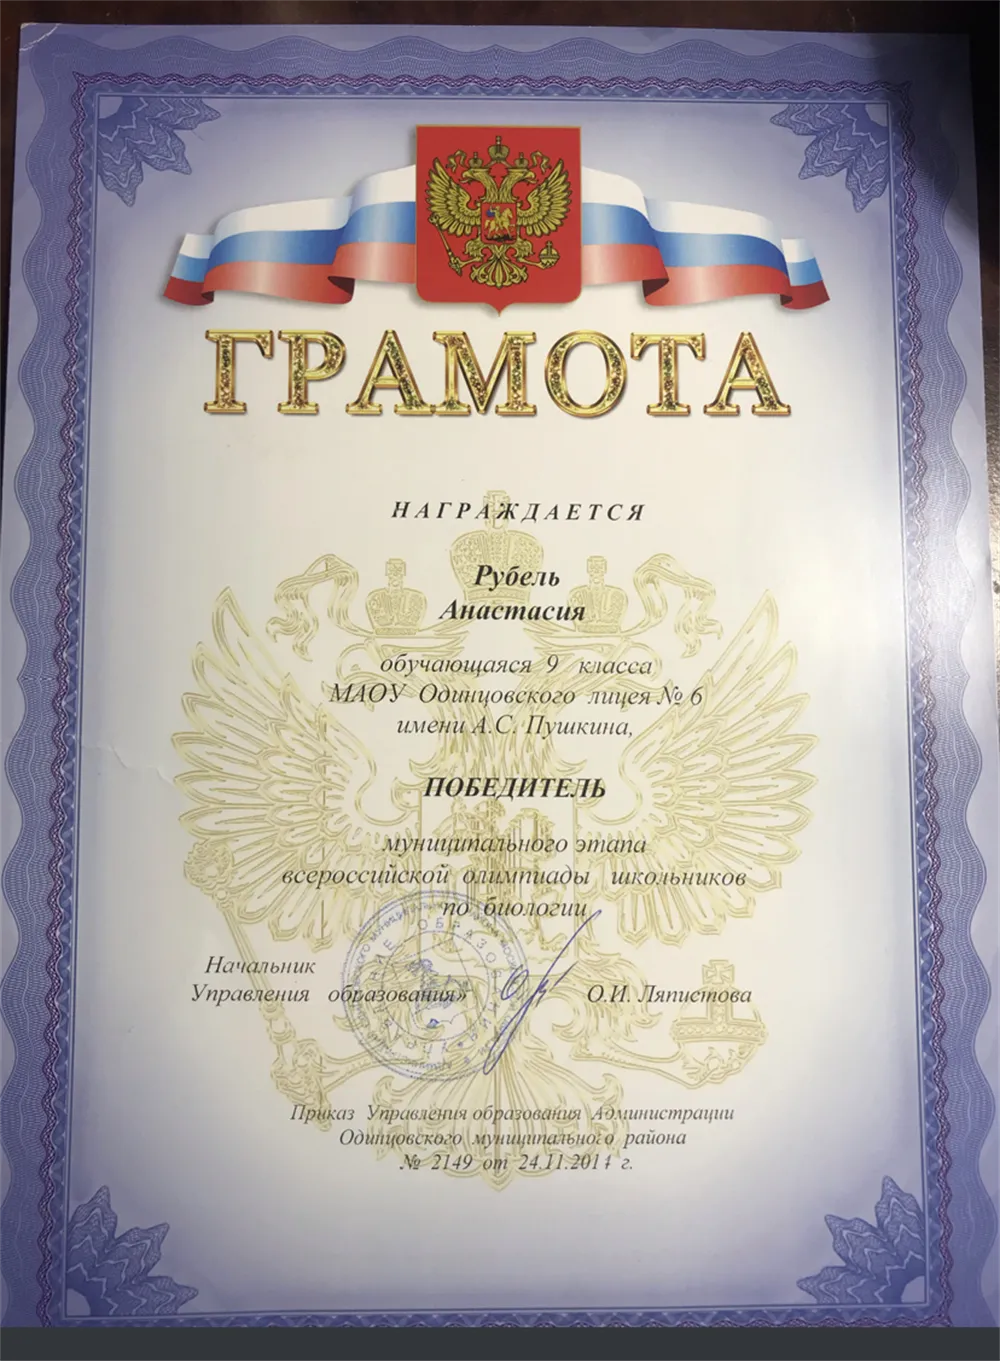 ГРАМОТА
НАГРАЖДАЕТСЯ
Рубель
Анастасия
обучающаяся 9 класса
МАОУ Одинцовского лицея № 6
имени А.С. Пушкина,
ПОБЕДИТЕЛЬ
муниципального этапа
всероссийской олимпиады школьников
по биологии
Начальник
Управления образования»
О.И. Ляпистова
Приказ Управления образования Администрации
Одинцовского муниципального района
№ 2149 от 24.11.2014 г.